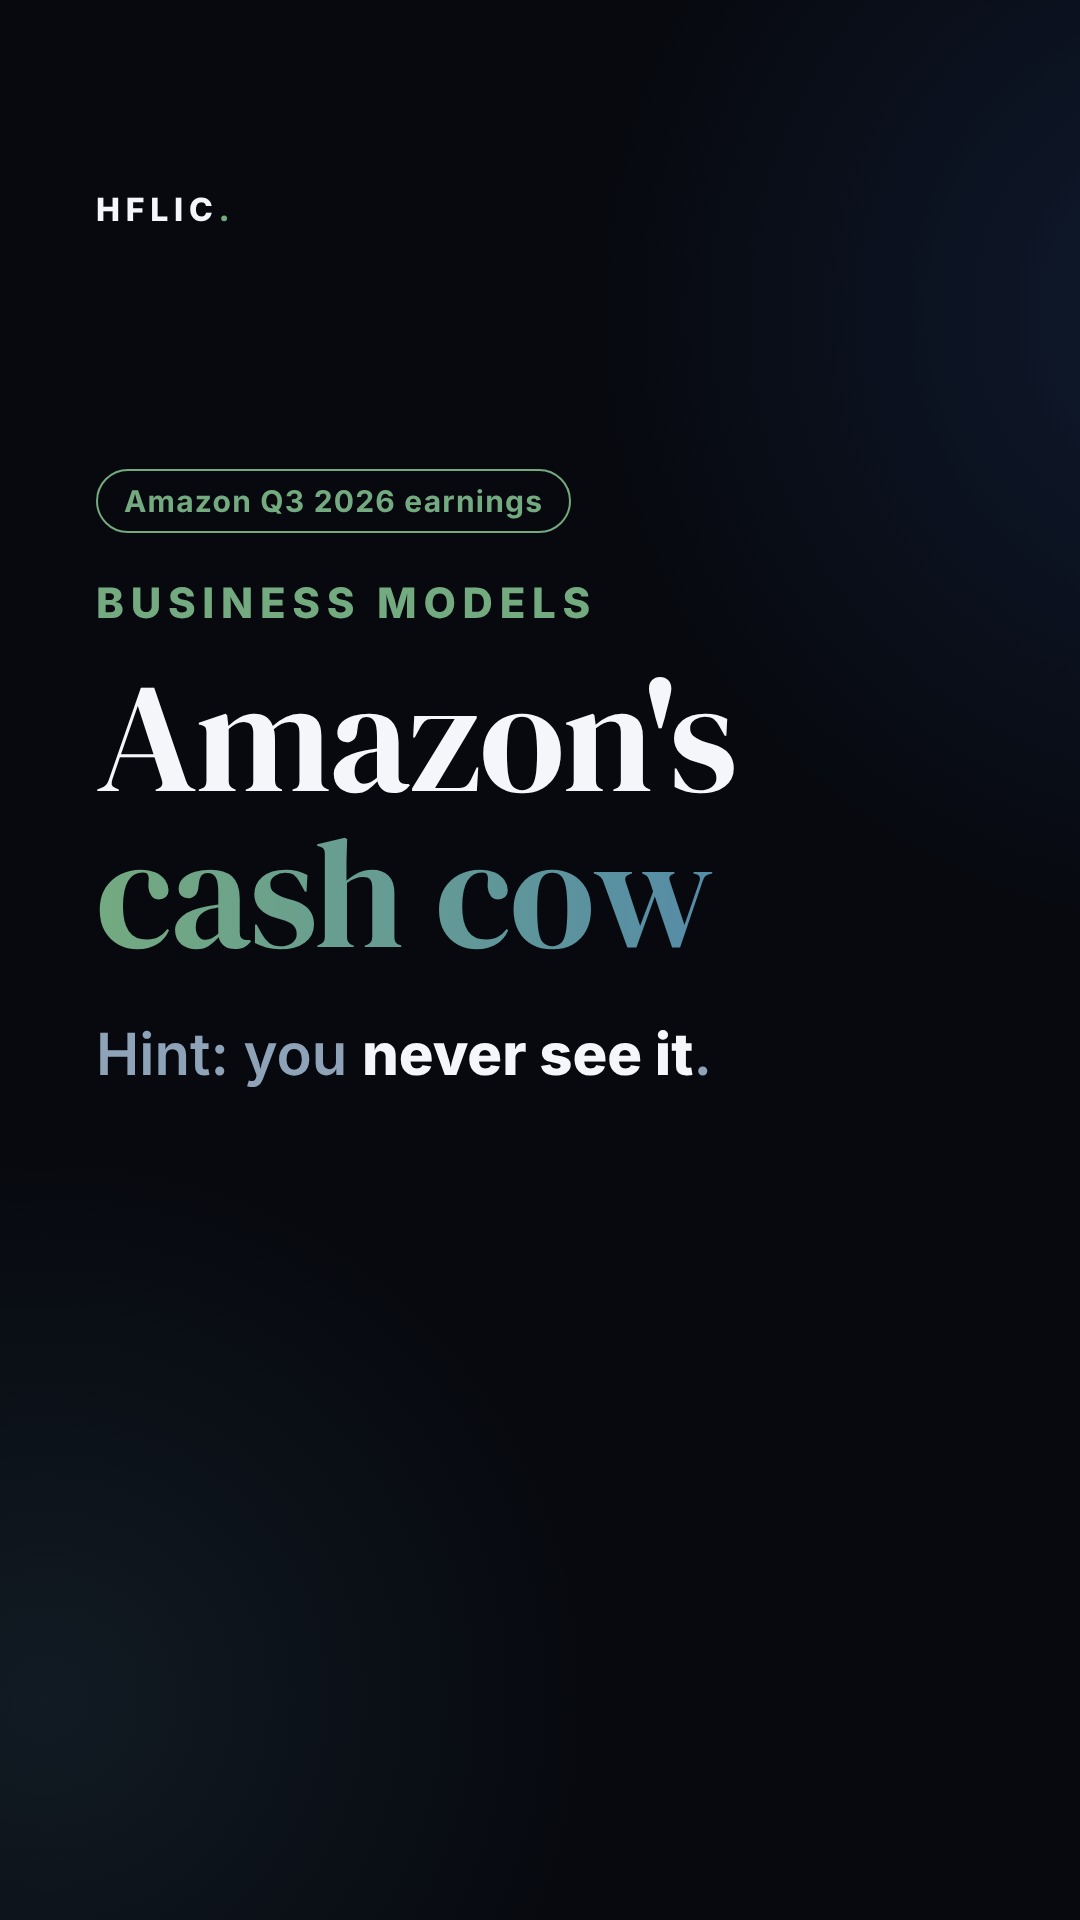 HFLIC.
Amazon Q3 2026 earnings
BUSINESS MODELS
Amazon's
cash cow
Hint: you never see it.